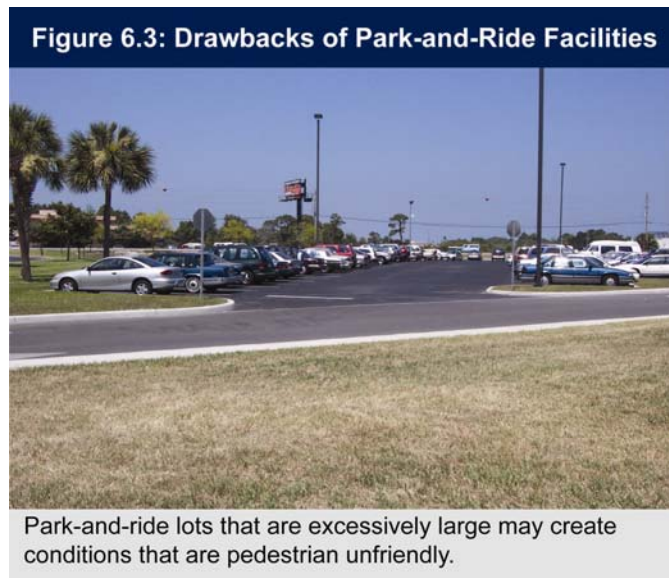 Figure 6.3: Drawbacks of Park-and-Ride Facilities
Park-and-ride lots that are excessively large may create
conditions that are pedestrian unfriendly.